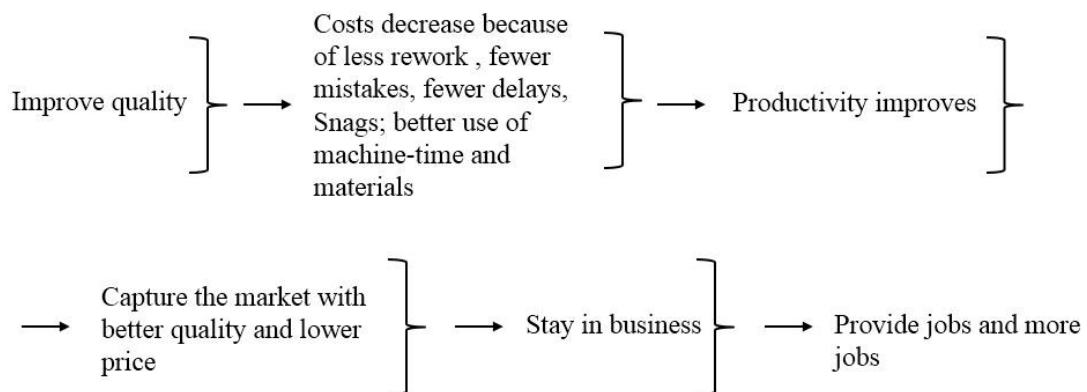 Improve quality
Costs decrease because
of less rework , fewer
mistakes, fewer delays,
Snags; better use of
machine-time and
materials
Productivity improves
Capture the market with
better quality and lower
price
Stay in business
Provide jobs and more
jobs